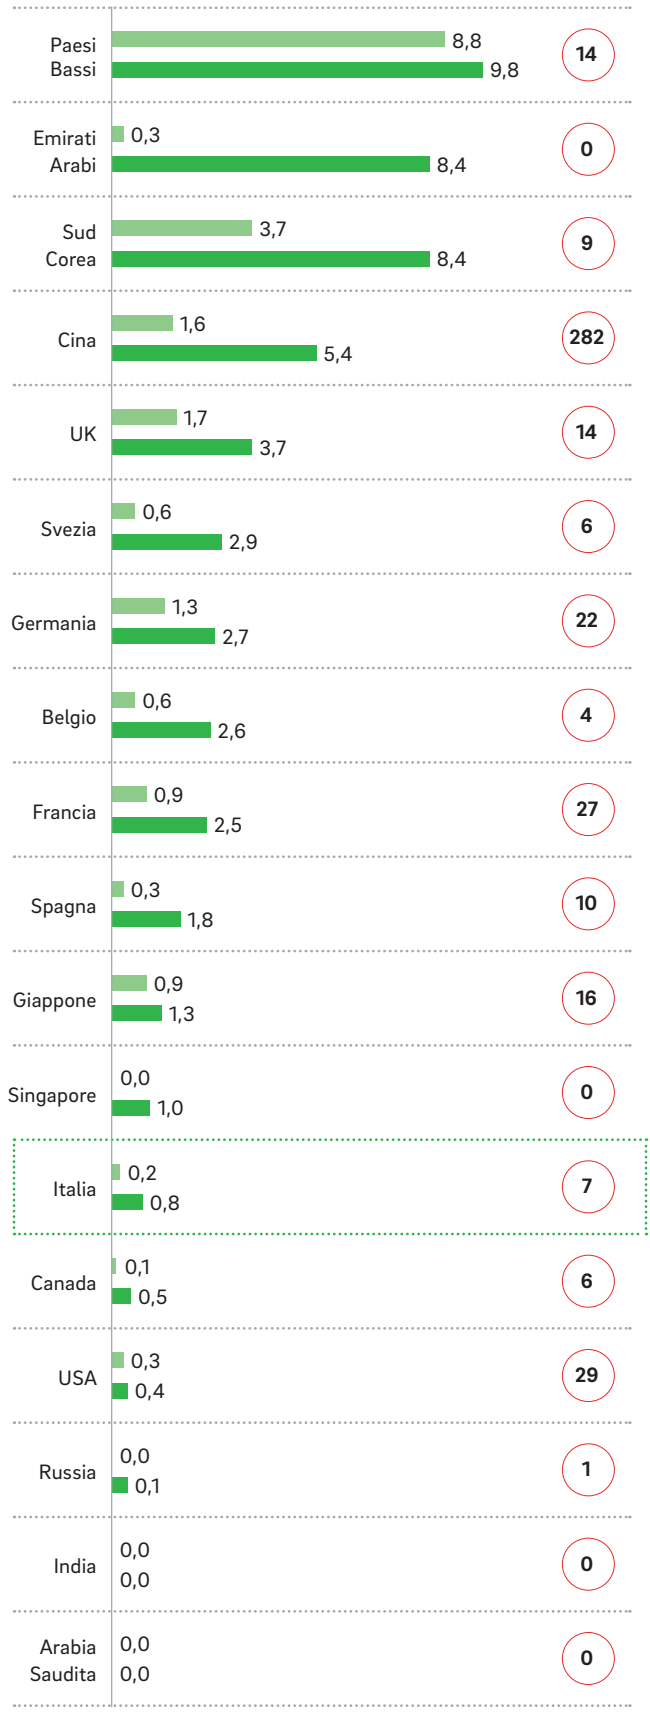 Paesi
Bassi
8,8
9,8
14
Emirati
Arabi
0,3
8,4
0
Sud
Corea
3,7
8,4
9
Cina
1,6
5,4
282
UK
1,7
3,7
14
Svezia
0,6
2,9
6
Germania
1,3
2,7
22
Belgio
0,6
2,6
4
Francia
0,9
2,5
27
Spagna
0,3
1,8
10
Giappone
0,9
1,3
16
Singapore
0,0
1,0
0
Italia
0,2
0,8
7
Canada
0,1
0,5
6
USA
0,3
0,4
29
Russia
0,0
0,1
1
India
0,0
0,0
0
Arabia
Saudita
0,0
0,0
0